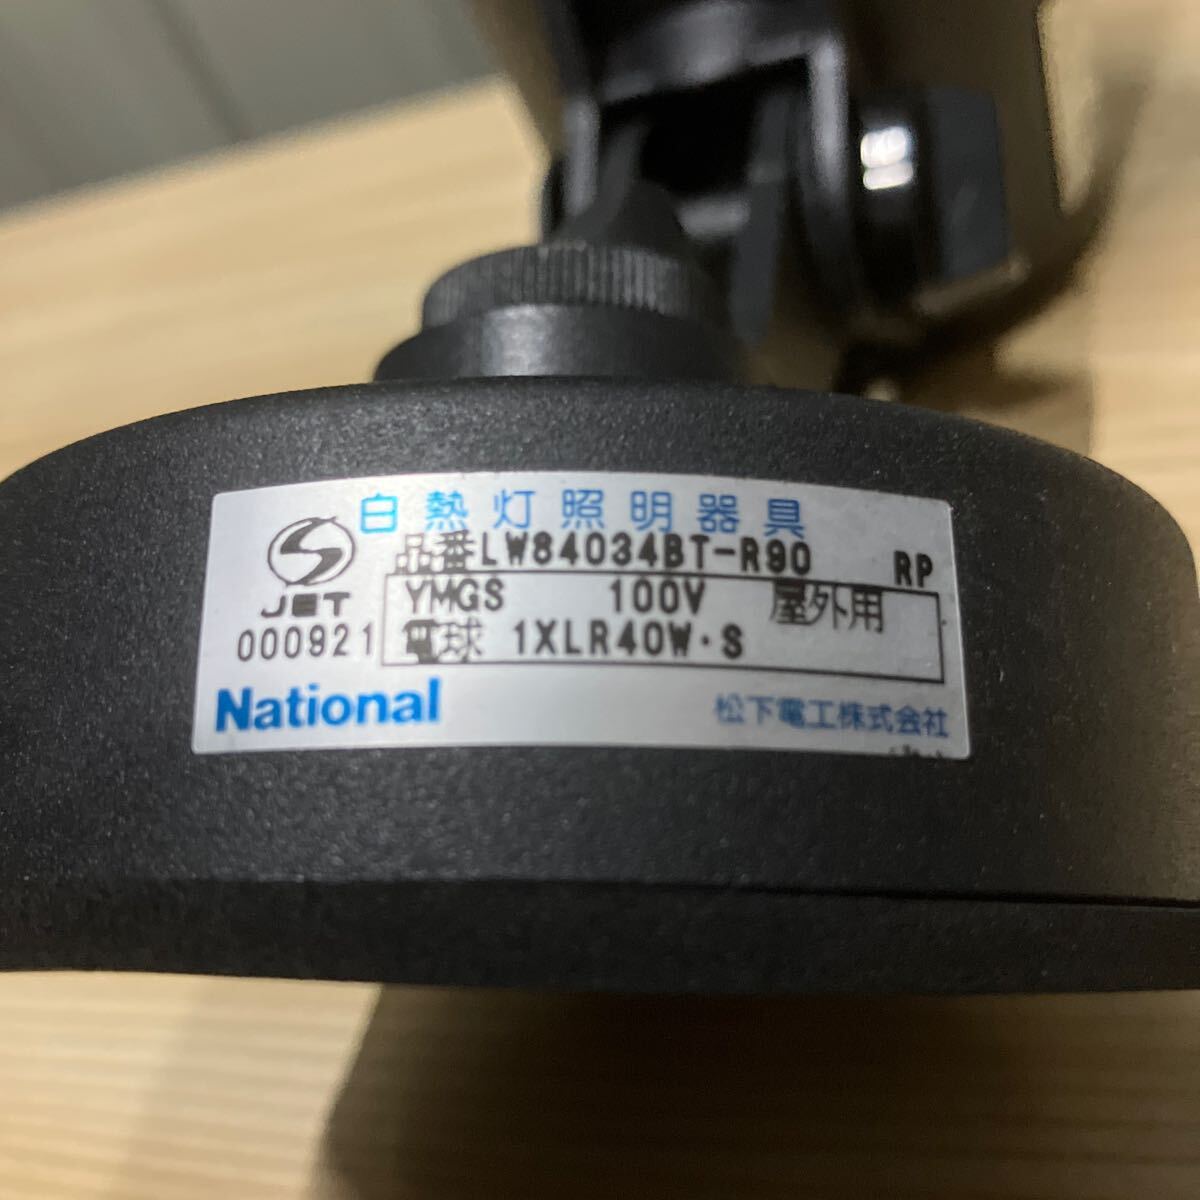 白熱灯照明器具
品番LW84034BT-R90 RP
JET
YMGS 100V 屋外用
000921
電球 1XLR40W·S
National
松下電工株式会社